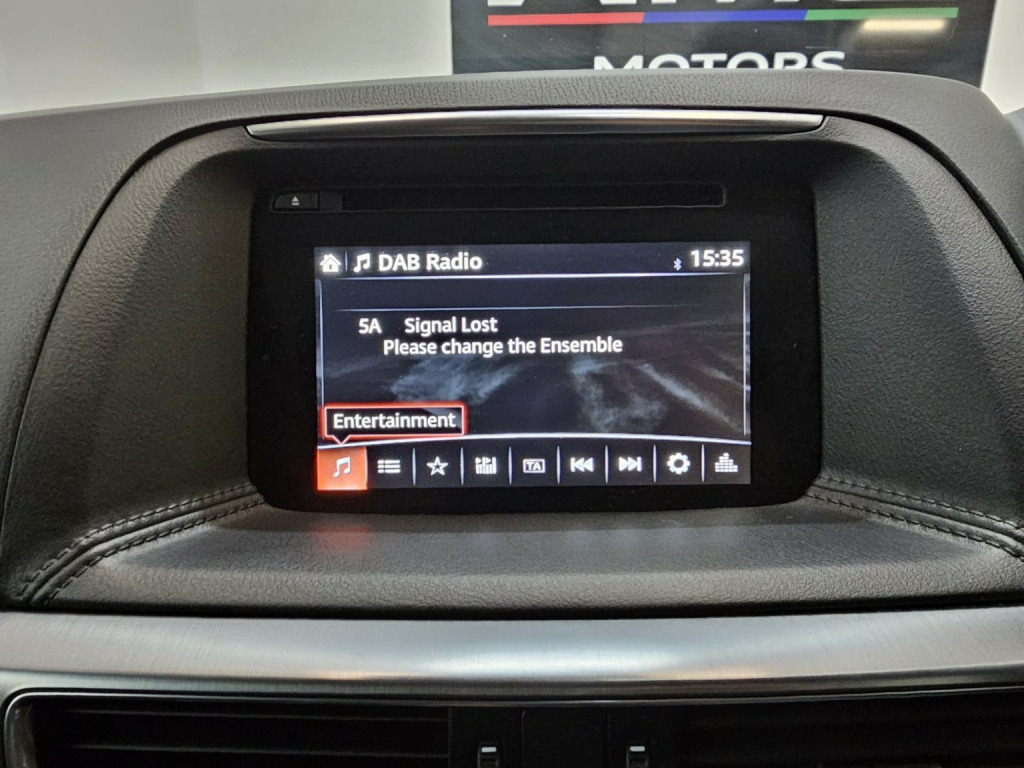 MOTORS
DAB Radio 15:35
5A Signal Lost
Please change the Ensemble
Entertainment
TA